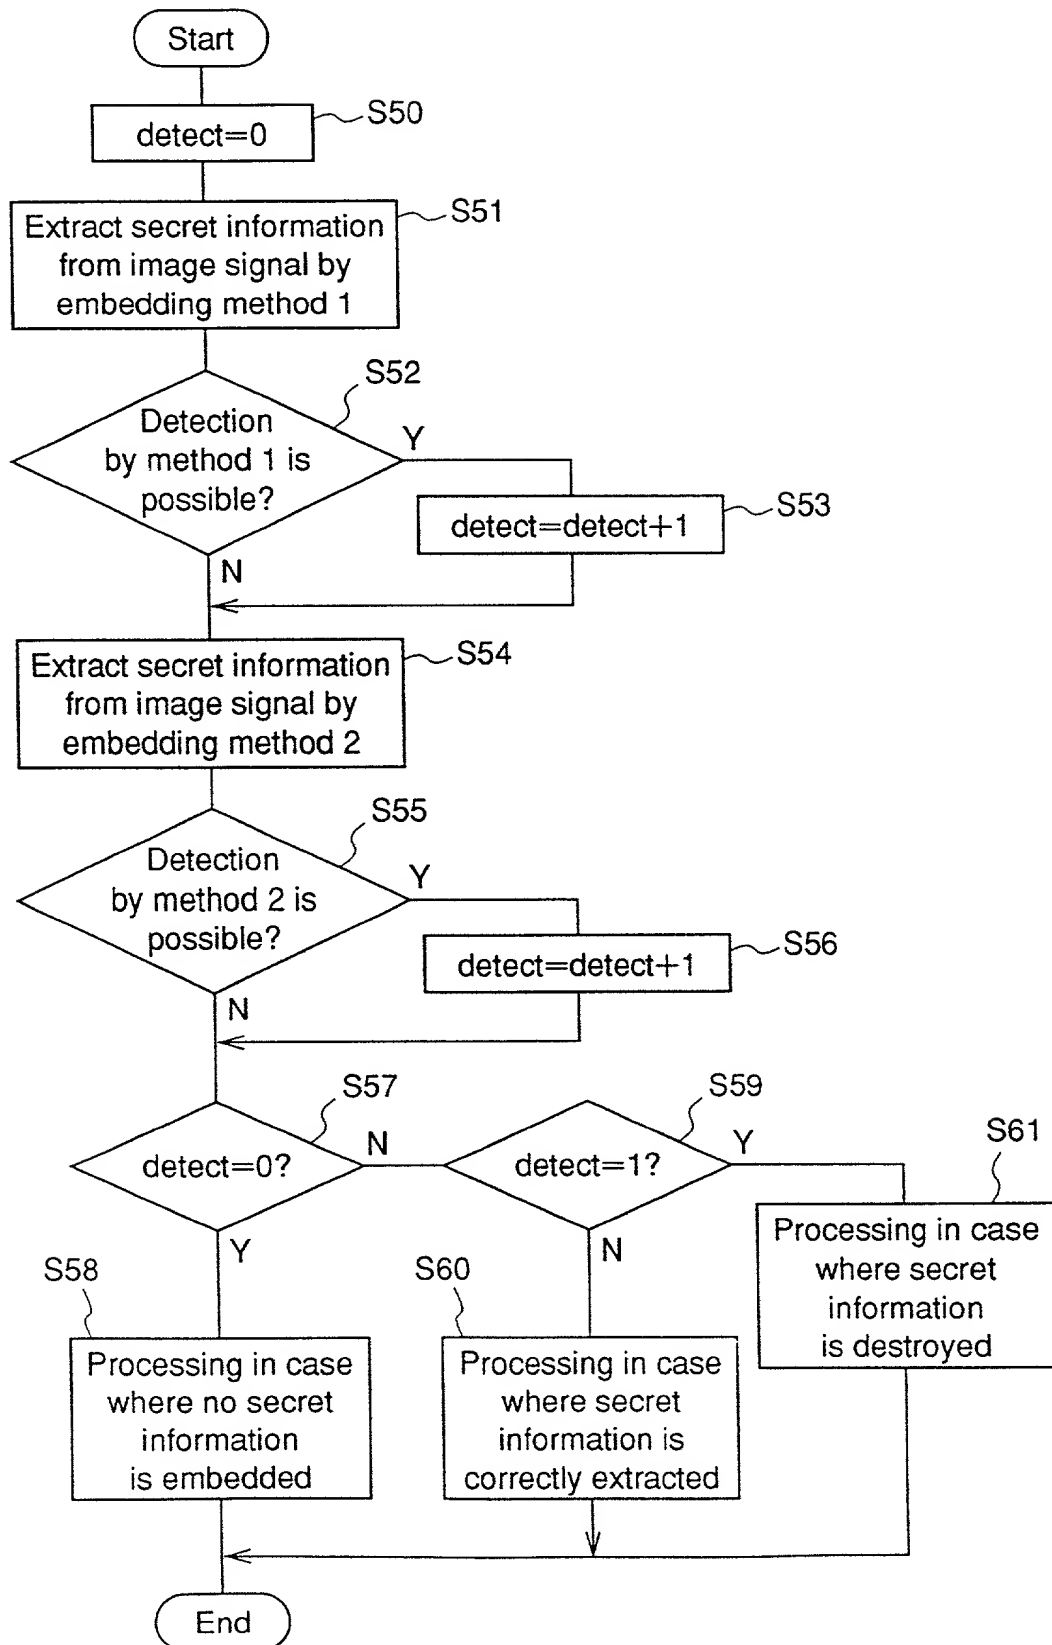 Start
S50
detect=0
S51
Extract secret information
from image signal by
embedding method 1
S52
Detection
by method 1 is
possible?
Y
S53
detect=detect+1
N
S54
Extract secret information
from image signal by
embedding method 2
S55
Detection
by method 2 is
possible?
Y
S56
detect=detect+1
N
S57
detect=0?
N
S59
detect=1?
Y
S61
Processing in case
where secret
information
is destroyed
Y
S58
Processing in case
where no secret
information
is embedded
N
S60
Processing in case
where secret
information is
correctly extracted
End